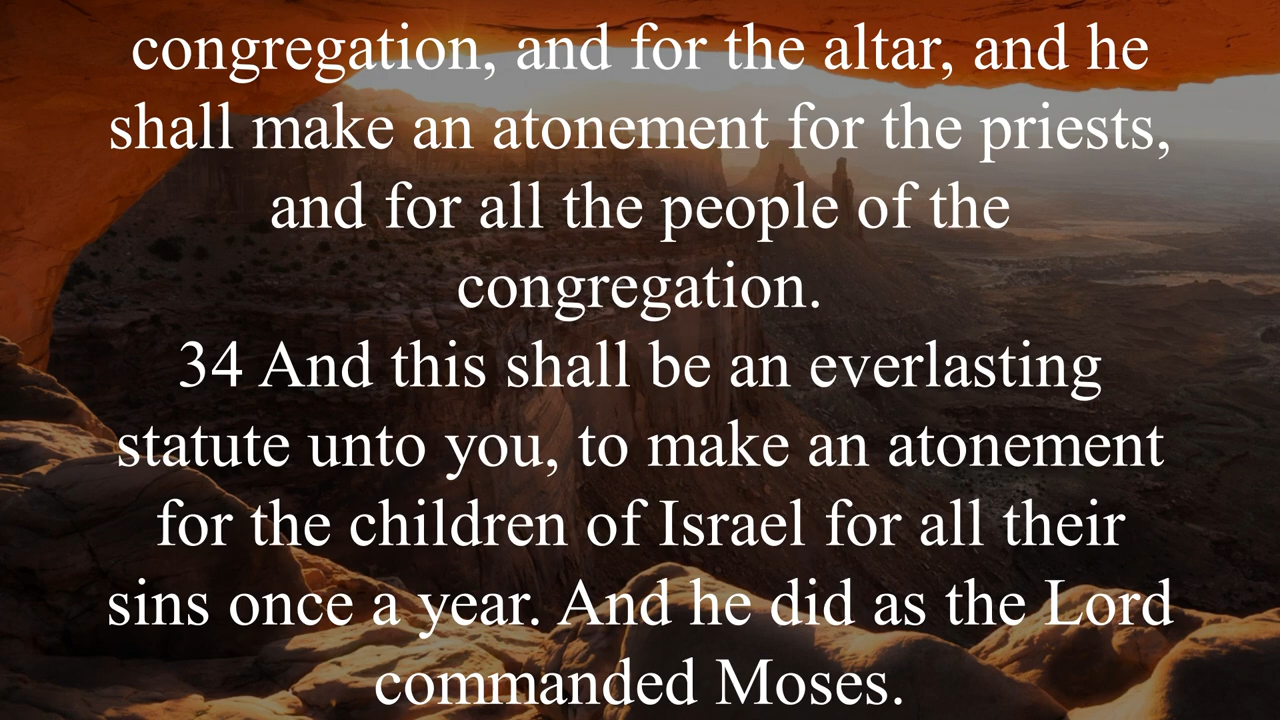 congregation, and for the altar, and he
shall make an atonement for the priests,
and for all the people of the
congregation.
34 And this shall be an everlasting
statute unto you, to make an atonement
for the children of Israel for all their
sins once a year. And he did as the Lord
commanded Moses.